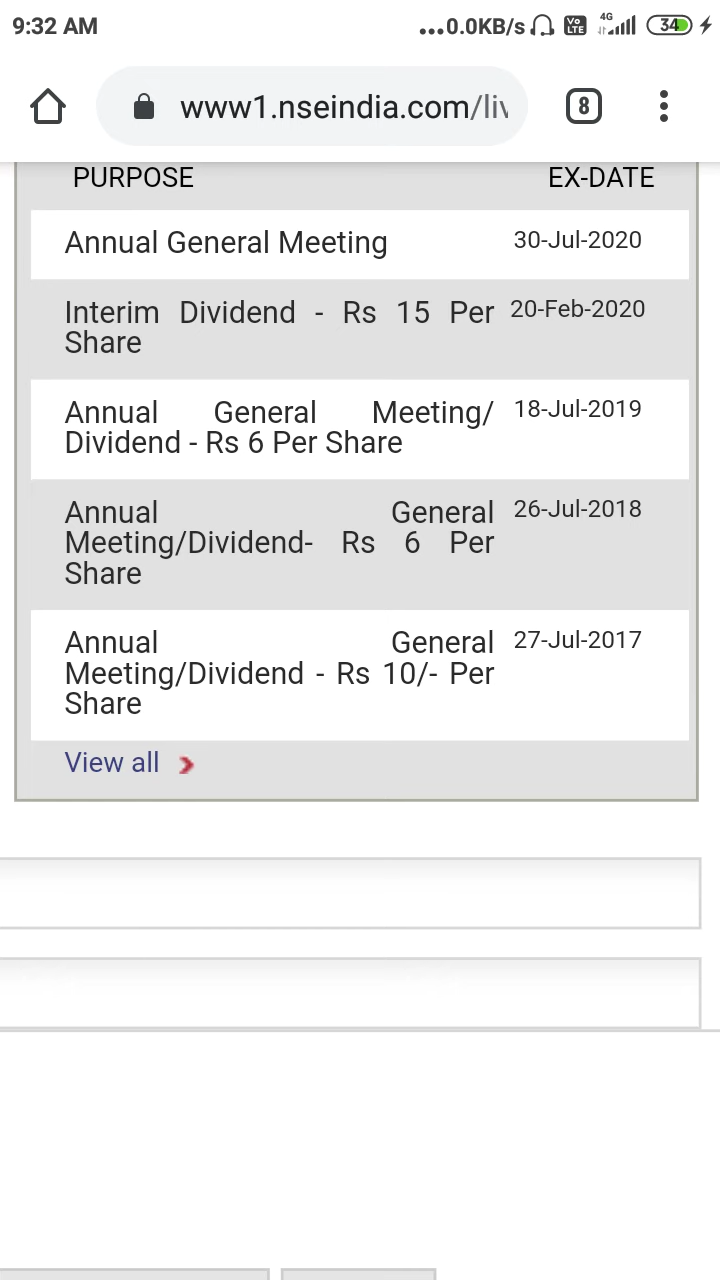 9:32 AM
...0.0KB/s
Vo
LTE
4G
34
www1.nseindia.com/liv
8
PURPOSE EX-DATE
Annual General Meeting 30-Jul-2020
Interim Dividend - Rs 15 Per 20-Feb-2020
Share
Annual General Meeting/ 18-Jul-2019
Dividend - Rs 6 Per Share
Annual General 26-Jul-2018
Meeting/Dividend- Rs 6 Per
Share
Annual General 27-Jul-2017
Meeting/Dividend - Rs 10/- Per
Share
View all